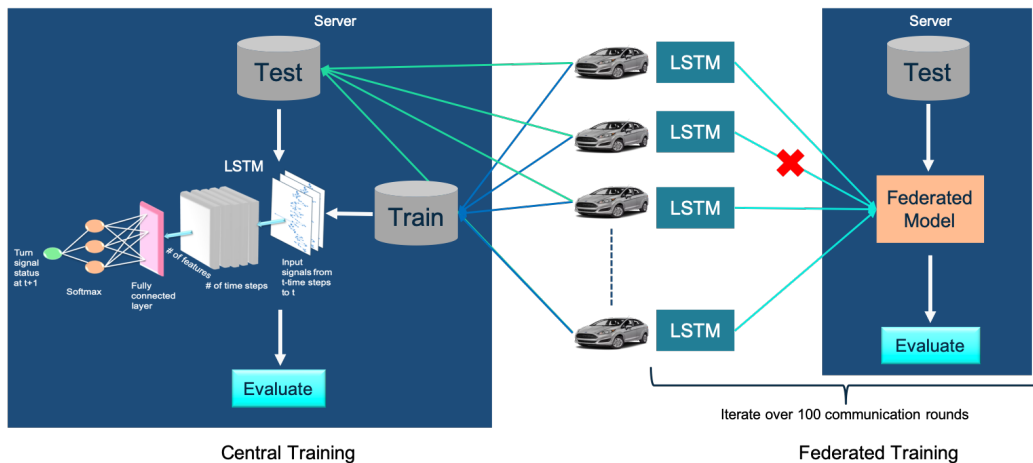 Server
Test
LSTM
Train
Turn
signal
status
at t+1
Softmax
Fully
connected
layer
# of features
# of time steps
Input
signals from
t-time steps
to t
Evaluate
Central Training
LSTM
LSTM
LSTM
LSTM
Server
Test
Federated
Model
Evaluate
Iterate over 100 communication rounds
Federated Training